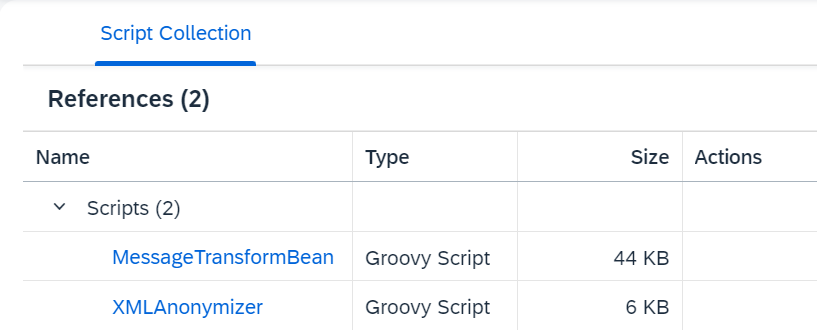 Script Collection
References (2)
Name Type Size Actions
Scripts (2)
MessageTransformBean Groovy Script 44 KB
XMLAnonymizer Groovy Script 6 KB